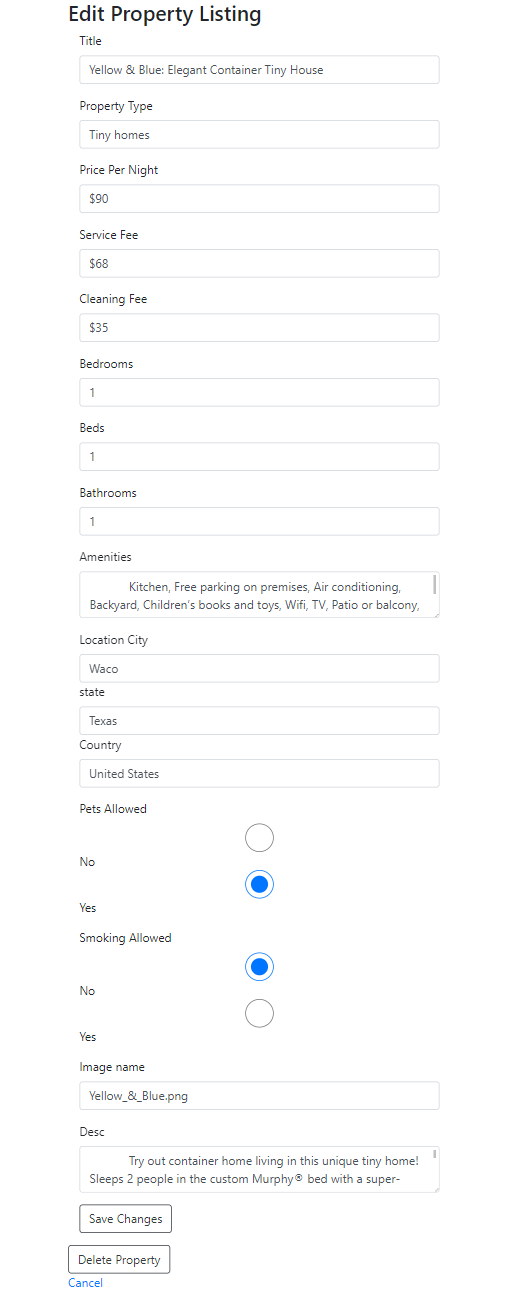 Edit Property Listing
Title
Yellow & Blue: Elegant Container Tiny House
Property Type
Tiny homes
Price Per Night
$90
Service Fee
$68
Cleaning Fee
$35
Bedrooms
1
Beds
1
Bathrooms
1
Amenities
Kitchen, Free parking on premises, Air conditioning,
Backyard, Children's books and toys, Wifi, TV, Patio or balcony,
Location City
Waco
state
Texas
Country
United States
Pets Allowed
No
Yes
Smoking Allowed
No
Yes
Image name
Yellow_&_Blue.png
Desc
Try out container home living in this unique tiny home!
Sleeps 2 people in the custom Murphy® bed with a super-
Save Changes
Delete Property
Cancel